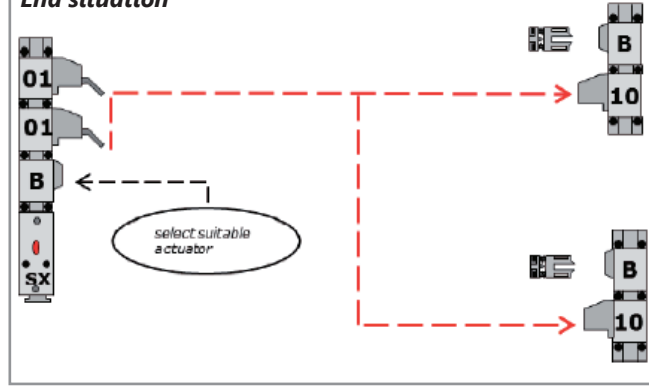 End situation
01
01
B
SX
select suitable
actuator
B
10
B
10